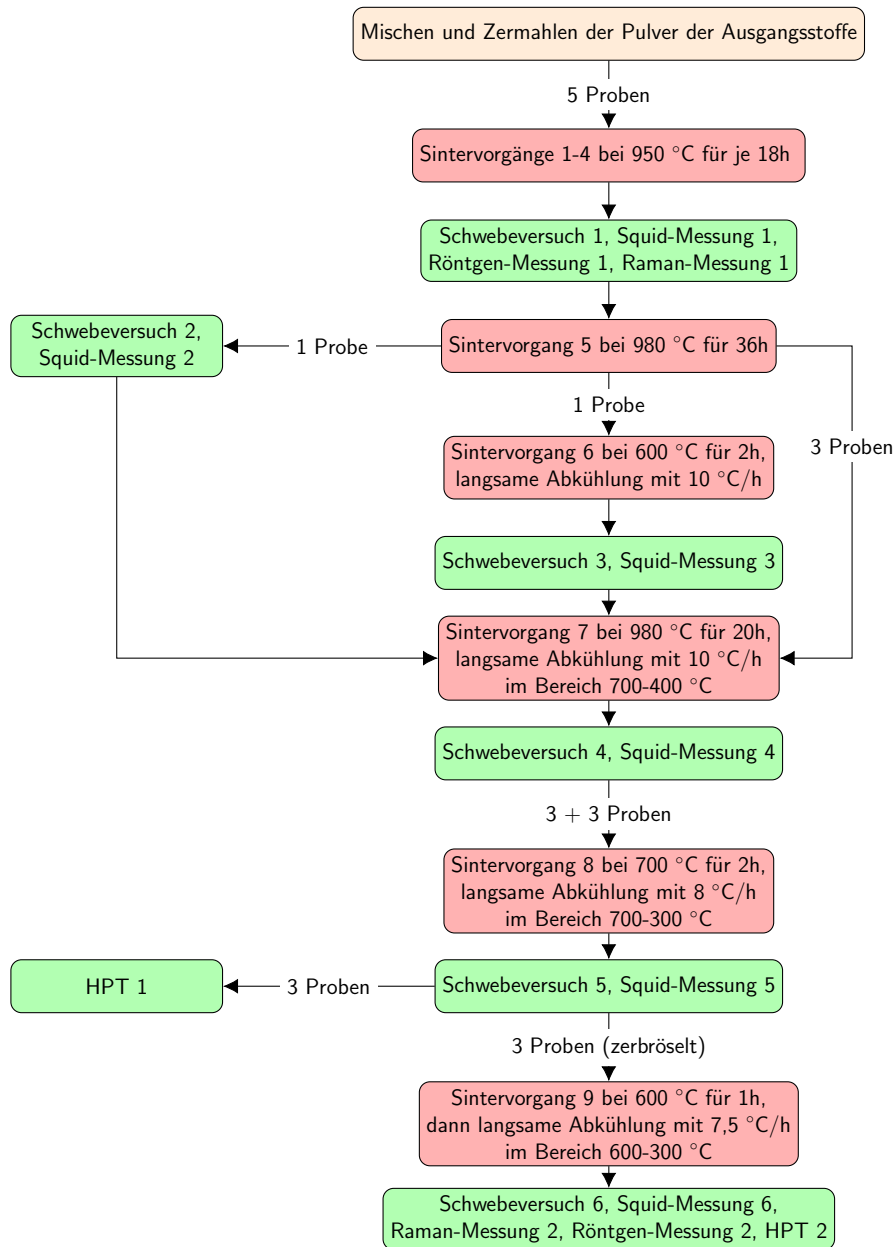 Mischen und Zermahlen der Pulver der Ausgangsstoffe
5 Proben
Sintervorgänge 1-4 bei 950 °C für je 18h
Schwebeversuch 1, Squid-Messung 1,
Röntgen-Messung 1, Raman-Messung 1
Schwebeversuch 2,
Squid-Messung 2
1 Probe
Sintervorgang 5 bei 980 °C für 36h
1 Probe
3 Proben
Sintervorgang 6 bei 600 °C für 2h,
langsame Abkühlung mit 10 °C/h
Schwebeversuch 3, Squid-Messung 3
Sintervorgang 7 bei 980 °C für 20h,
langsame Abkühlung mit 10 °C/h
im Bereich 700-400 °C
Schwebeversuch 4, Squid-Messung 4
3 + 3 Proben
Sintervorgang 8 bei 700 °C für 2h,
langsame Abkühlung mit 8 °C/h
im Bereich 700-300 °C
HPT 1
3 Proben
Schwebeversuch 5, Squid-Messung 5
3 Proben (zerbröselt)
Sintervorgang 9 bei 600 °C für 1h,
dann langsame Abkühlung mit 7,5 °C/h
im Bereich 600-300 °C
Schwebeversuch 6, Squid-Messung 6,
Raman-Messung 2, Röntgen-Messung 2, HPT 2